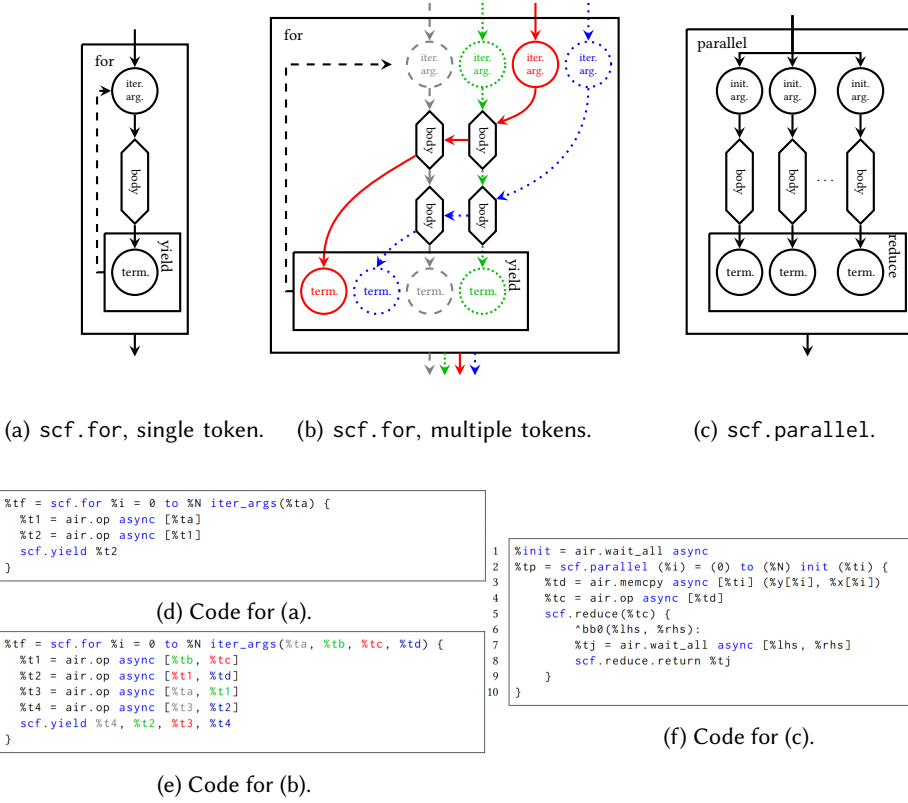 for
iter.
arg.
body
yield
term.
for
iter.
arg.
iter.
arg.
iter.
arg.
iter.
arg.
body
body
body
body
yield
term.
term.
term.
term.
parallel
init.
arg.
init.
arg.
init.
arg.
body
body
...
body
reduce
term.
term.
term.
(a) scf.for, single token.
(b) scf.for, multiple tokens.
(c) scf.parallel.
%tf = scf.for %i = 0 to %N iter_args(%ta) {
%t1 = air.op async [%ta]
%t2 = air.op async [%t1]
scf.yield %t2
}
(d) Code for (a).
%tf = scf.for %i = 0 to %N iter_args(%ta, %tb, %tc, %td) {
%t1 = air.op async [%tb, %tc]
%t2 = air.op async [%t1, %td]
%t3 = air.op async [%ta, %t1]
%t4 = air.op async [%t3, %t2]
scf.yield %t4, %t2, %t3, %t4
}
(e) Code for (b).
1 %init = air.wait_all async
2 %tp = scf.parallel (%i) = (0) to (%N) init (%ti) {
3 %td = air.memcpy async [%ti] (%y[%i], %x[%i])
4 %tc = air.op async [%td]
5 scf.reduce(%tc) {
6 ^bb0(%lhs, %rhs):
7 %tj = air.wait_all async [%lhs, %rhs]
8 scf.reduce.return %tj
9 }
10 }
(f) Code for (c).